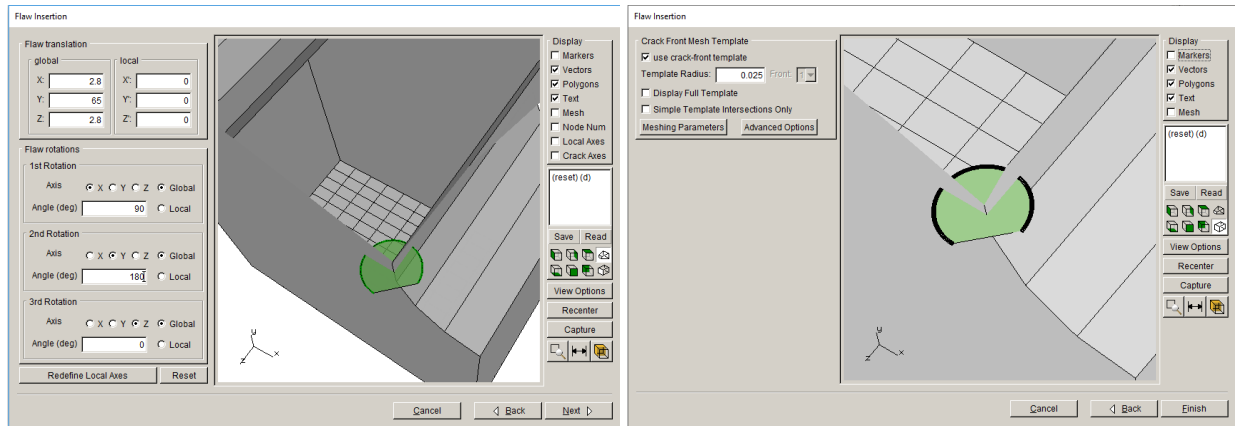 Flaw Insertion
Flaw translation
global
local
X: 2.8
X': 0
Y: 65
Y': 0
Z: 2.8
Z': 0
Flaw rotations
1st Rotation
Axis X Y Z Global
Angle (deg) 90 Local
2nd Rotation
Axis X Y Z Global
Angle (deg) 180 Local
3rd Rotation
Axis X Y Z Global
Angle (deg) 0 Local
Redefine Local Axes Reset
y
z x
Display
Markers
Vectors
Polygons
Text
Mesh
Node Num
Local Axes
Crack Axes
(reset) (d)
Save Read
View Options
Recenter
Capture
Cancel Back Next
Flaw Insertion
Crack Front Mesh Template
use crack-front template
Template Radius: 0.025 Front:
Display Full Template
Simple Template Intersections Only
Meshing Parameters Advanced Options
y
z x
Display
Markers
Vectors
Polygons
Text
Mesh
(reset) (d)
Save Read
View Options
Recenter
Capture
Cancel Back Finish